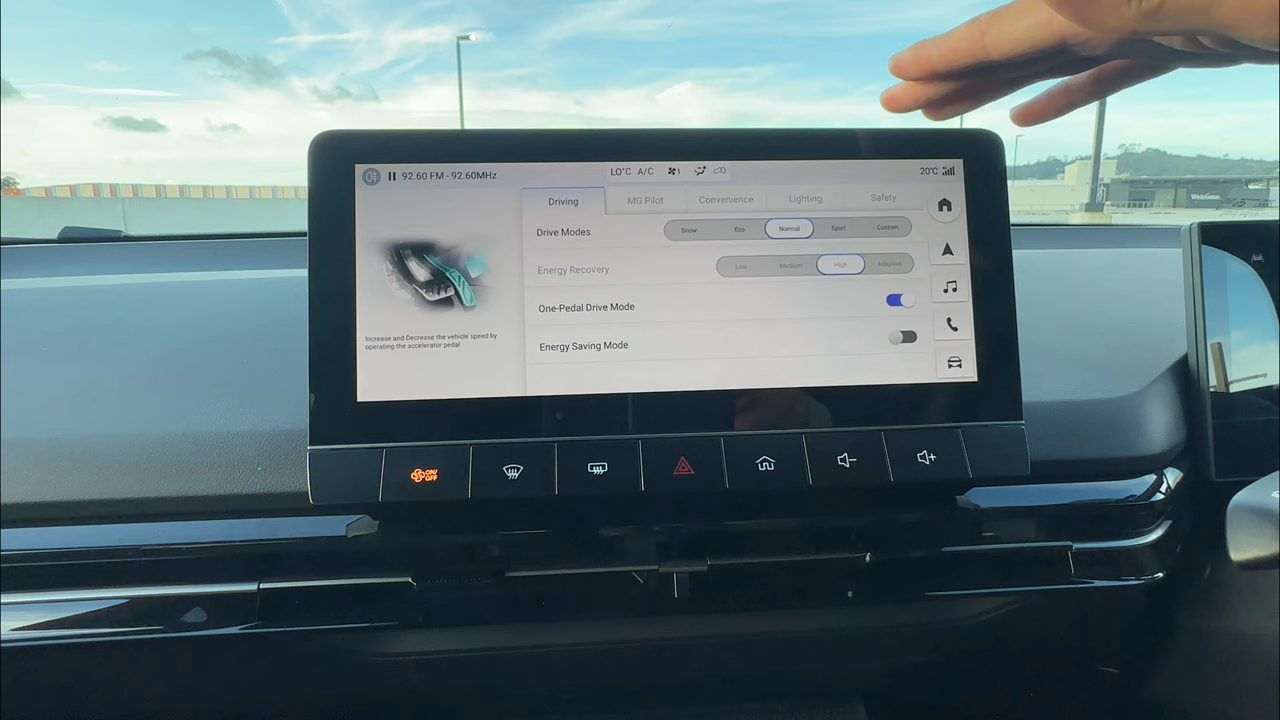 92.60 FM - 92.60MHz
LO°C A/C
1
20°C
Driving
MG Pilot
Convenience
Lighting
Safety
Drive Modes
Snow
Eco
Normal
Sport
Custom
Energy Recovery
Low
Medium
High
Adaptive
One-Pedal Drive Mode
Energy Saving Mode
Increase and Decrease the vehicle speed by
operating the accelerator pedal
ON/
OFF
Welcome